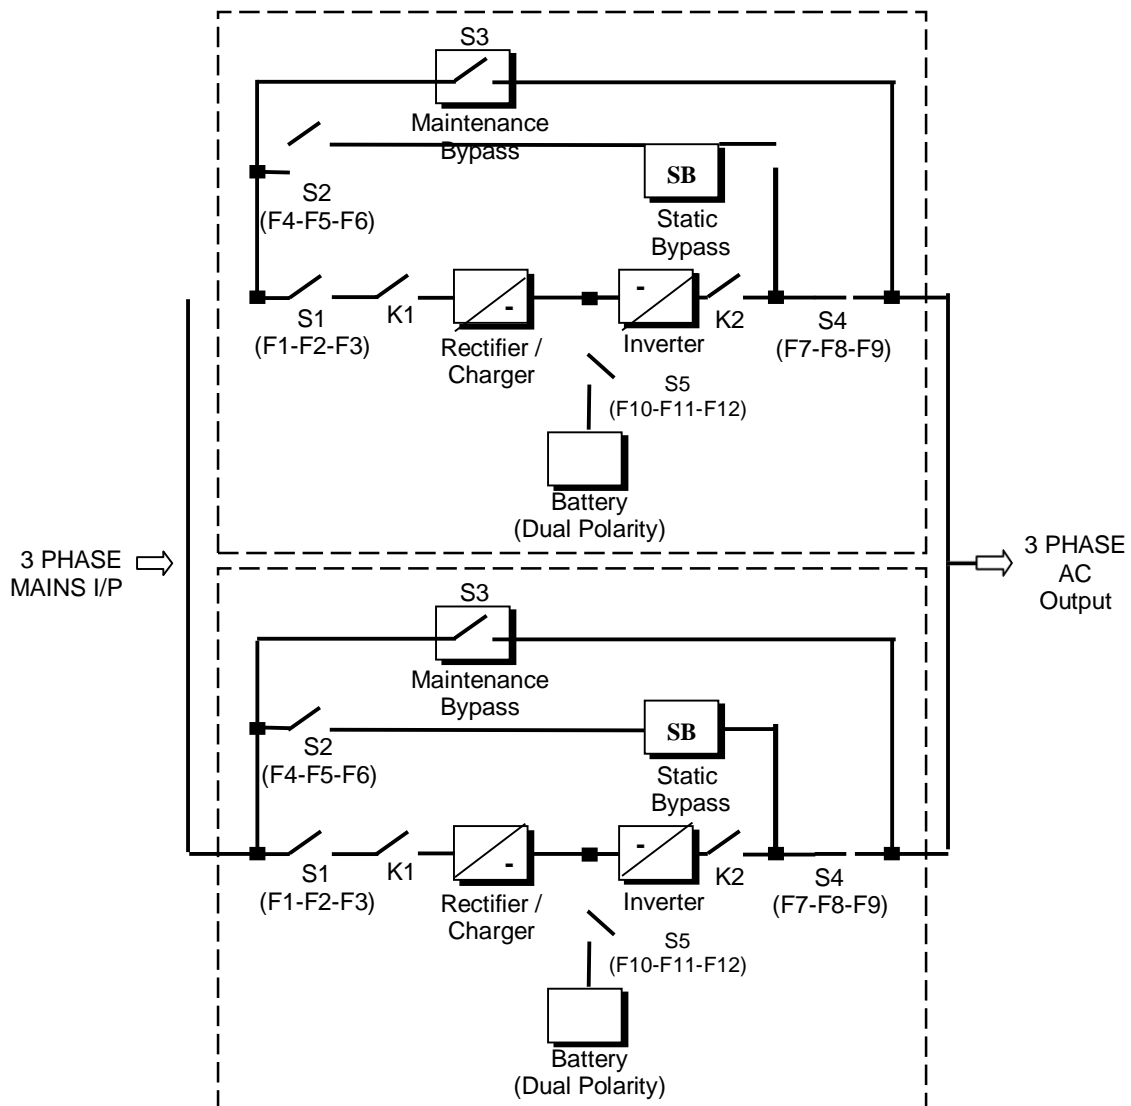 S3
Maintenance
Bypass
S2
(F4-F5-F6)
SB
Static
Bypass
S1
(F1-F2-F3)
K1
-
Rectifier /
Charger
-
Inverter
K2
S4
(F7-F8-F9)
S5
(F10-F11-F12)
Battery
(Dual Polarity)
3 PHASE
MAINS I/P
3 PHASE
AC
Output
S3
Maintenance
Bypass
S2
(F4-F5-F6)
SB
Static
Bypass
S1
(F1-F2-F3)
K1
-
Rectifier /
Charger
-
Inverter
K2
S4
(F7-F8-F9)
S5
(F10-F11-F12)
Battery
(Dual Polarity)